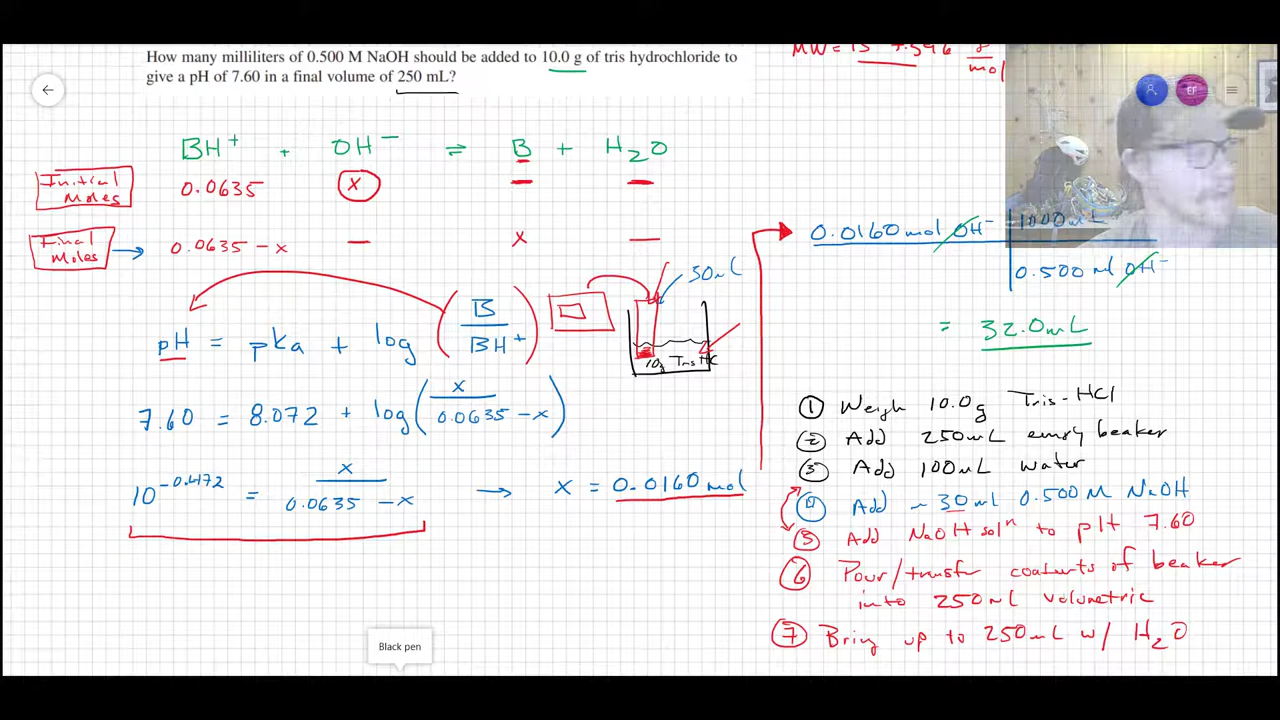 How many milliliters of 0.500 M NaOH should be added to 10.0 g of tris hydrochloride to
give a pH of 7.60 in a final volume of 250 mL?
g
mol
EF
BH⁺ + OH⁻ ⇌ B + H₂O
Initial Moles 0.0635 x — —
Final Moles → 0.0635 - x — x —
pH = pka + log (B / BH⁺)
50mL
10g Tris HCl
7.60 = 8.072 + log (x / 0.0635 - x)
10^-0.472 = x / 0.0635 - x → x = 0.0160 mol
0.0160 mol OH⁻ | 1000mL
0.500 ml OH⁻
= 32.0mL
① Weigh 10.0g Tris-HCl
② Add 250mL empty beaker
③ Add 100mL water
④ Add ~30mL 0.500M NaOH
⑤ Add NaOH solⁿ to pH 7.60
⑥ Pour/transfer contents of beaker
into 250mL volumetric
⑦ Bring up to 250mL w/ H₂O
Black pen